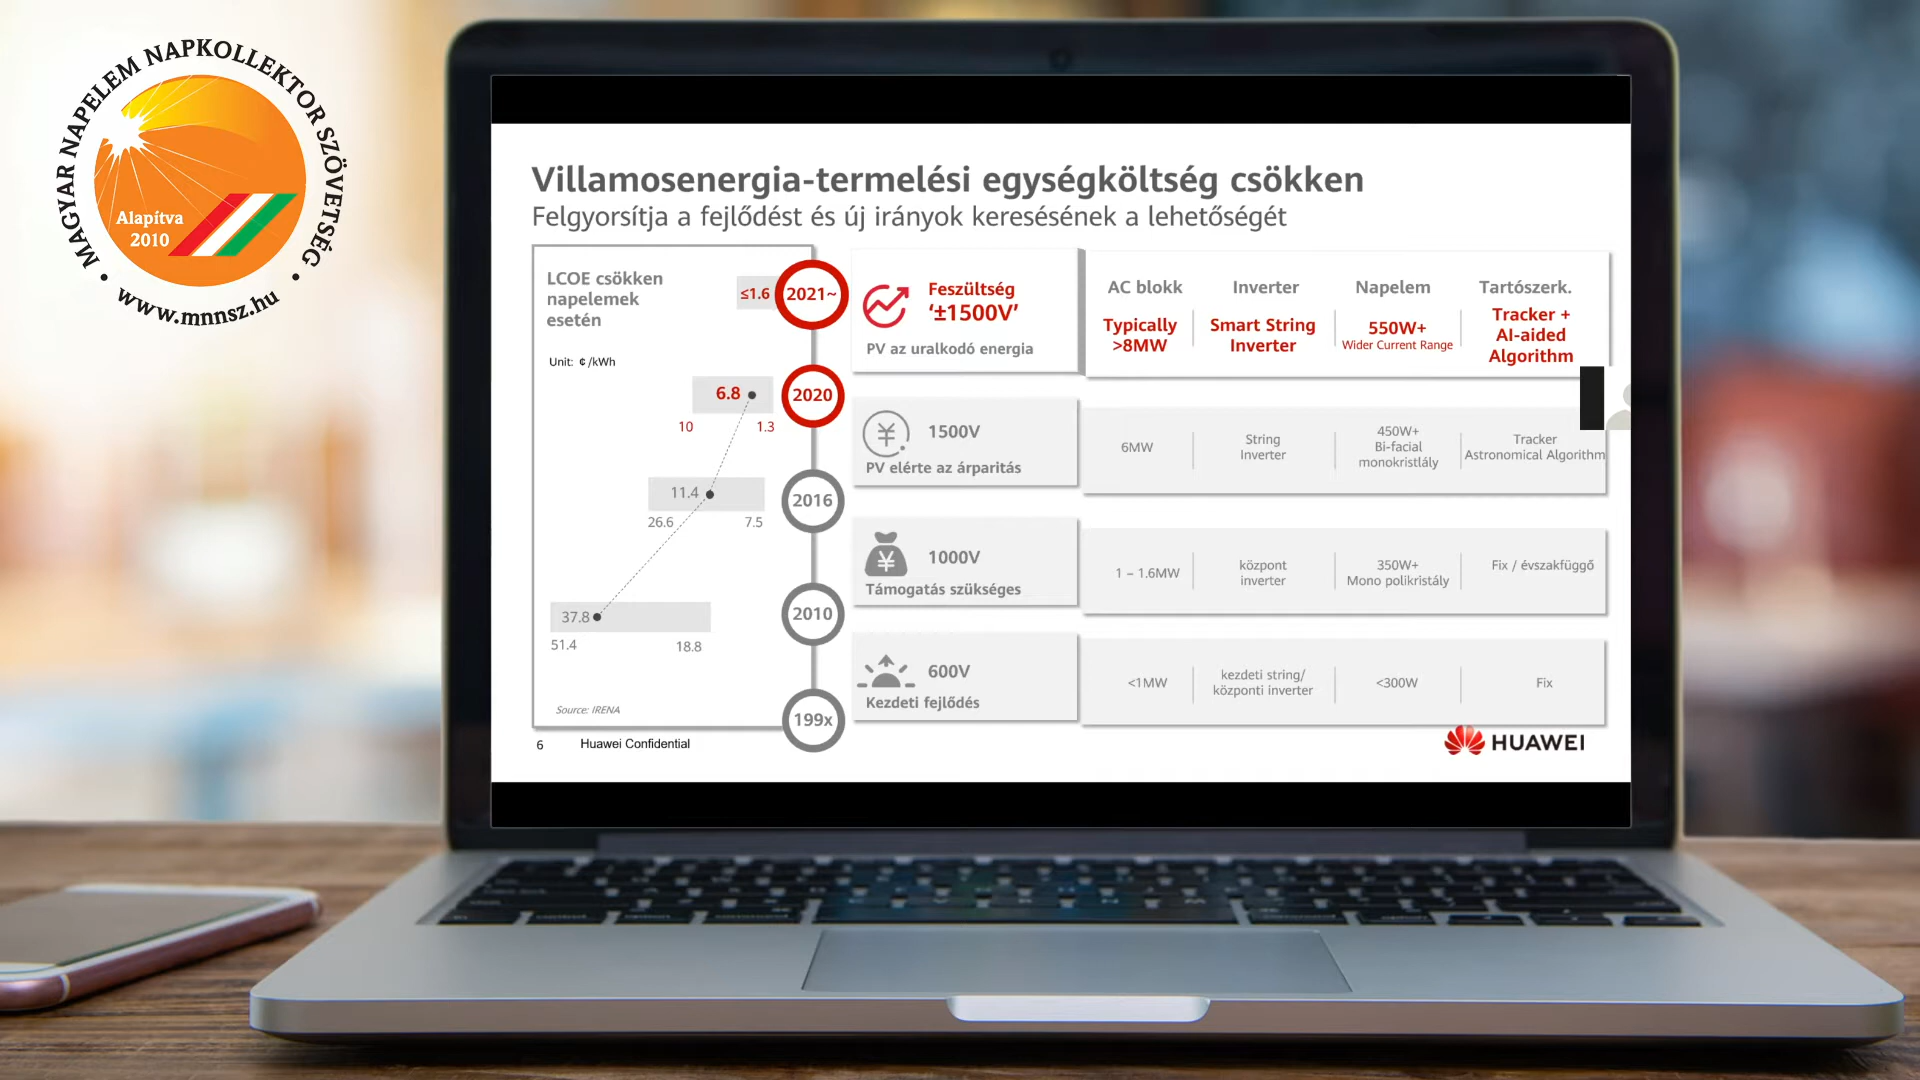 MAGYAR NAPELEM NAPKOLLEKTOR SZÖVETSÉG
Alapítva
2010
www.mnnsz.hu
Villamosenergia-termelési egységköltség csökken
Felgyorsítja a fejlődést és új irányok keresésének a lehetőségét
LCOE csökken
napelemek
esetén
Unit: ¢/kWh
≤1.6
2021~
6.8
10
1.3
2020
11.4
26.6
7.5
2016
37.8
51.4
18.8
2010
Source: IRENA
199x
Feszültség
‘±1500V’
PV az uralkodó energia
AC blokk
Inverter
Napelem
Tartószerk.
Typically
>8MW
Smart String
Inverter
550W+
Wider Current Range
Tracker +
AI-aided
Algorithm
1500V
PV elérte az árparitás
6MW
String
Inverter
450W+
Bi-facial
monokristlály
Tracker
Astronomical Algorithm
1000V
Támogatás szükséges
1 – 1.6MW
központ
inverter
350W+
Mono polikristály
Fix / évszakfüggő
600V
Kezdeti fejlődés
<1MW
kezdeti string/
központi inverter
<300W
Fix
6
Huawei Confidential
HUAWEI